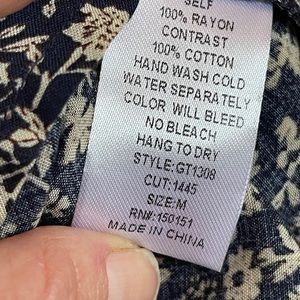 SELF
100% RAYON
CONTRAST
100% COTTON
HAND WASH COLD
WATER SEPARATELY
COLOR WILL BLEED
NO BLEACH
HANG TO DRY
STYLE:GT1308
CUT:1445
SIZE:M
RN#:150151
MADE IN CHINA